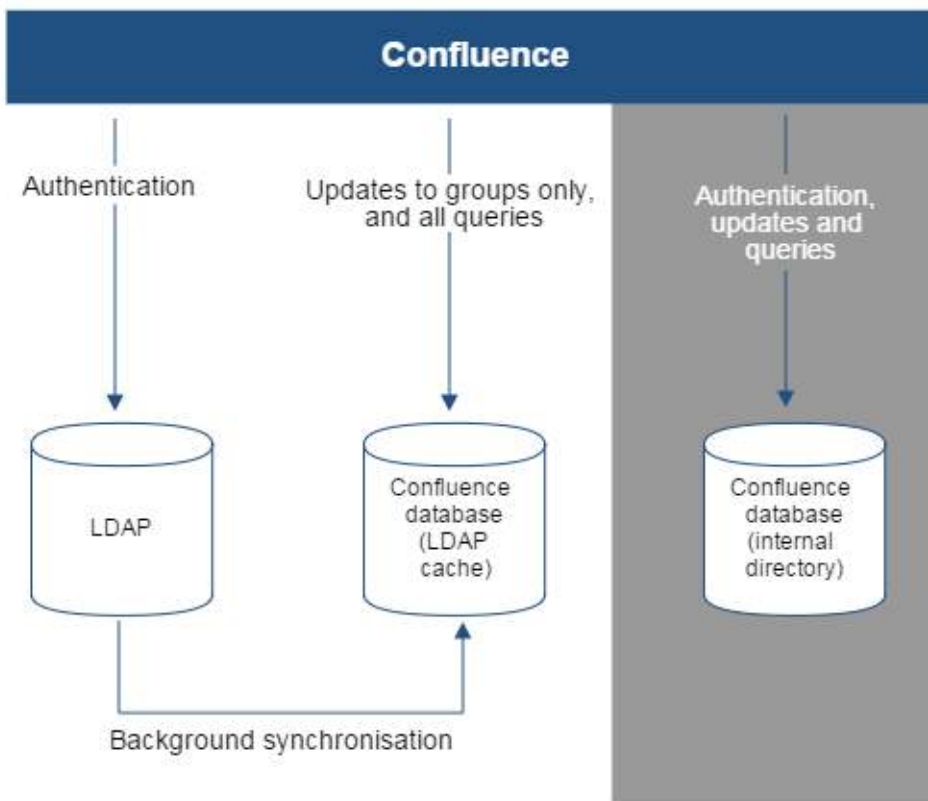 Confluence
Authentication
Updates to groups only,
and all queries
Authentication,
updates and
queries
LDAP
Confluence
database
(LDAP
cache)
Confluence
database
(internal
directory)
Background synchronisation